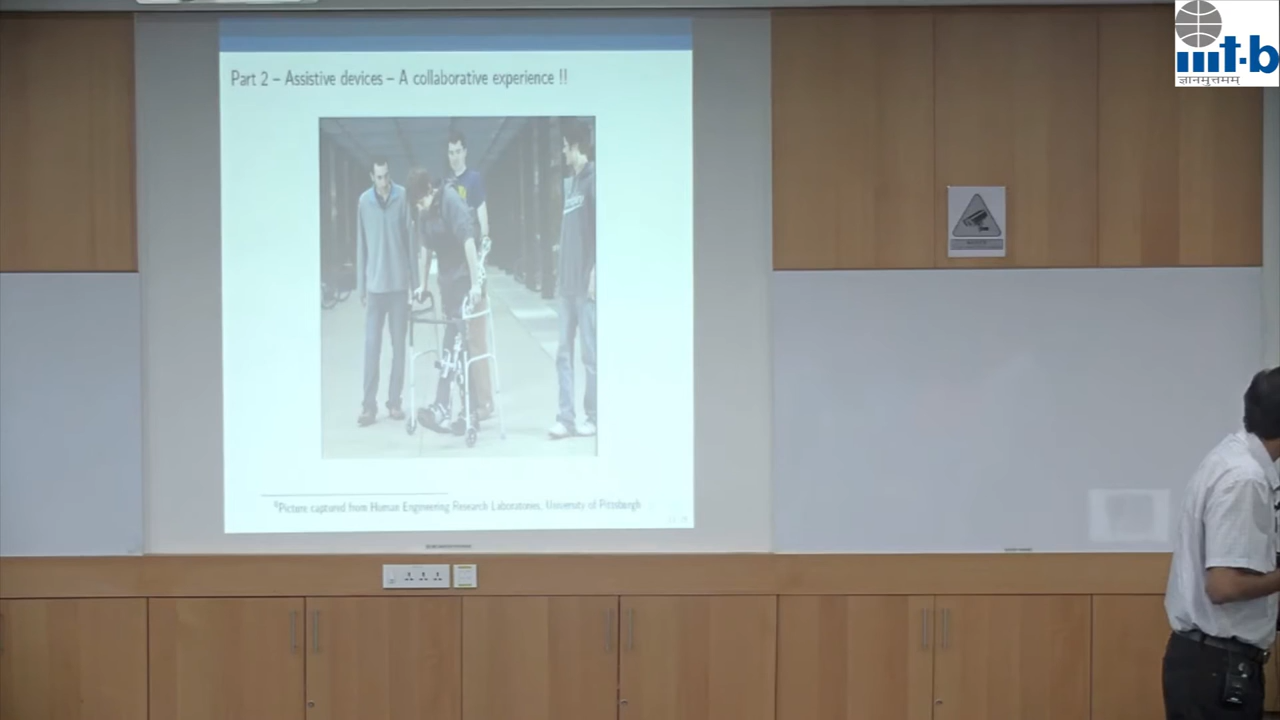 Part 2 – Assistive devices – A collaborative experience !!
Picture captured from Human Engineering Research Laboratories, University of Pittsburgh
iiit-b
ज्ञानमुत्तमम्